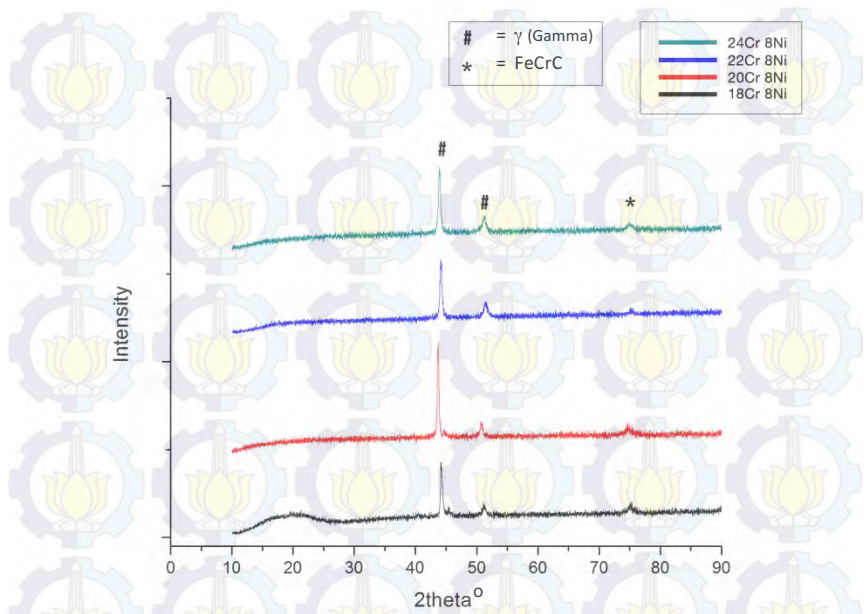 # = γ (Gamma)
* = FeCrC
24Cr 8Ni
22Cr 8Ni
20Cr 8Ni
18Cr 8Ni
#
#
*
Intensity
0 10 20 30 40 50 60 70 80 90
2theta°